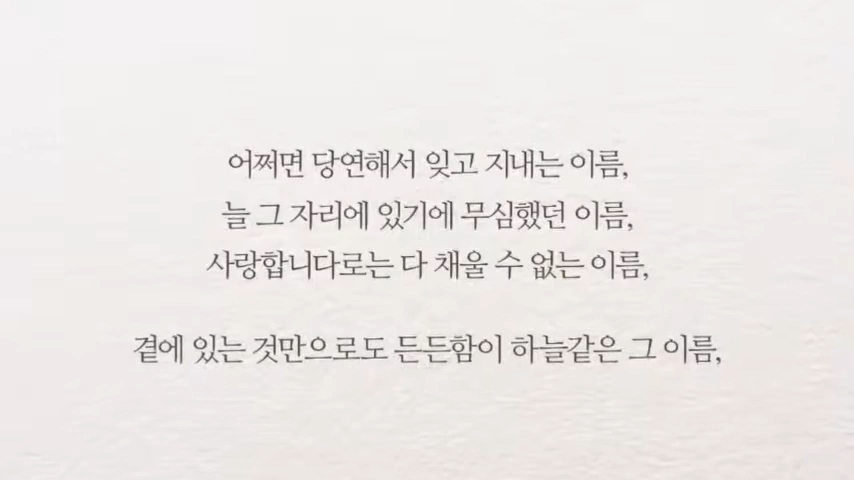 어쩌면 당연해서 잊고 지내는 이름,
늘 그 자리에 있기에 무심했던 이름,
사랑합니다로는 다 채울 수 없는 이름,
곁에 있는 것만으로도 든든함이 하늘같은 그 이름,